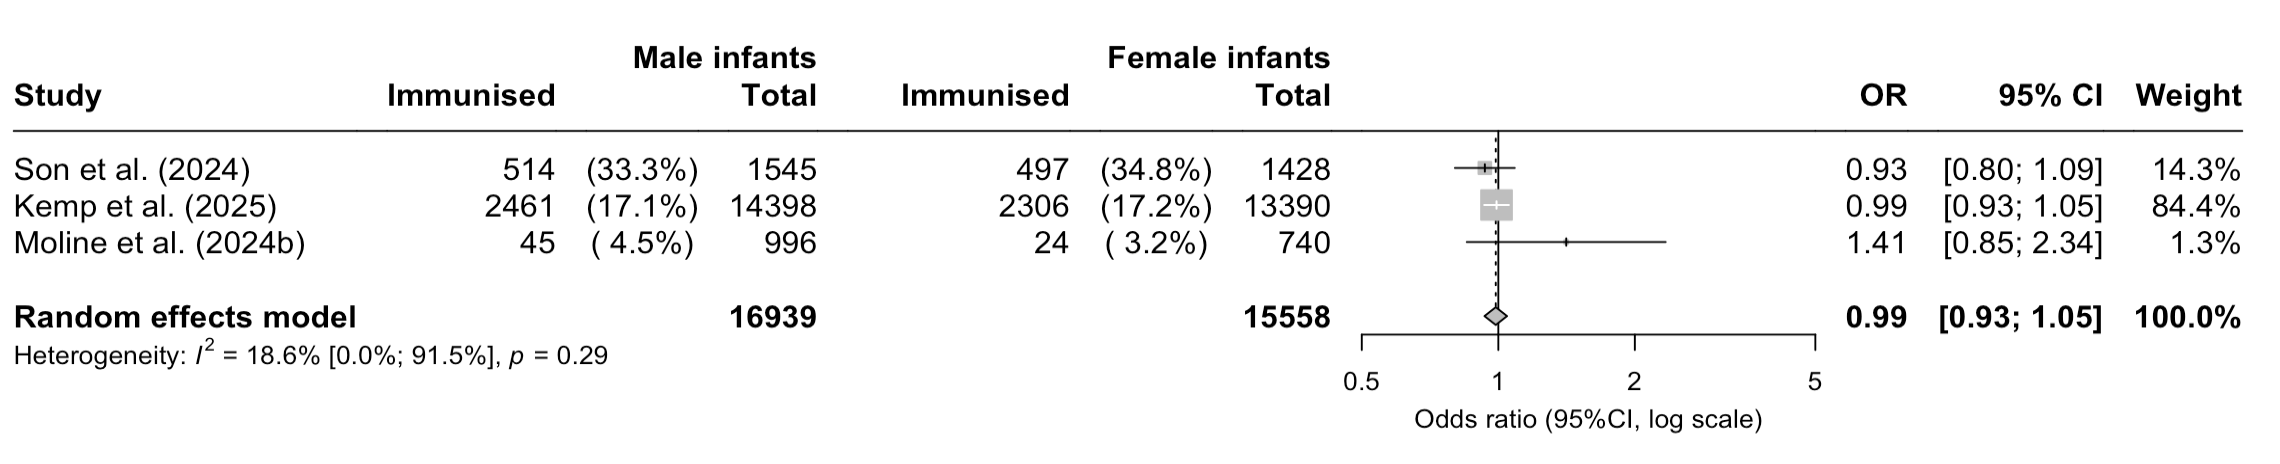 Male infants Female infants
Study Immunised Total Immunised Total OR 95% CI Weight
Son et al. (2024) 514 (33.3%) 1545 497 (34.8%) 1428 0.93 [0.80; 1.09] 14.3%
Kemp et al. (2025) 2461 (17.1%) 14398 2306 (17.2%) 13390 0.99 [0.93; 1.05] 84.4%
Moline et al. (2024b) 45 ( 4.5%) 996 24 ( 3.2%) 740 1.41 [0.85; 2.34] 1.3%
Random effects model 16939 15558 0.99 [0.93; 1.05] 100.0%
Heterogeneity: I² = 18.6% [0.0%; 91.5%], p = 0.29
0.5 1 2 5
Odds ratio (95%CI, log scale)